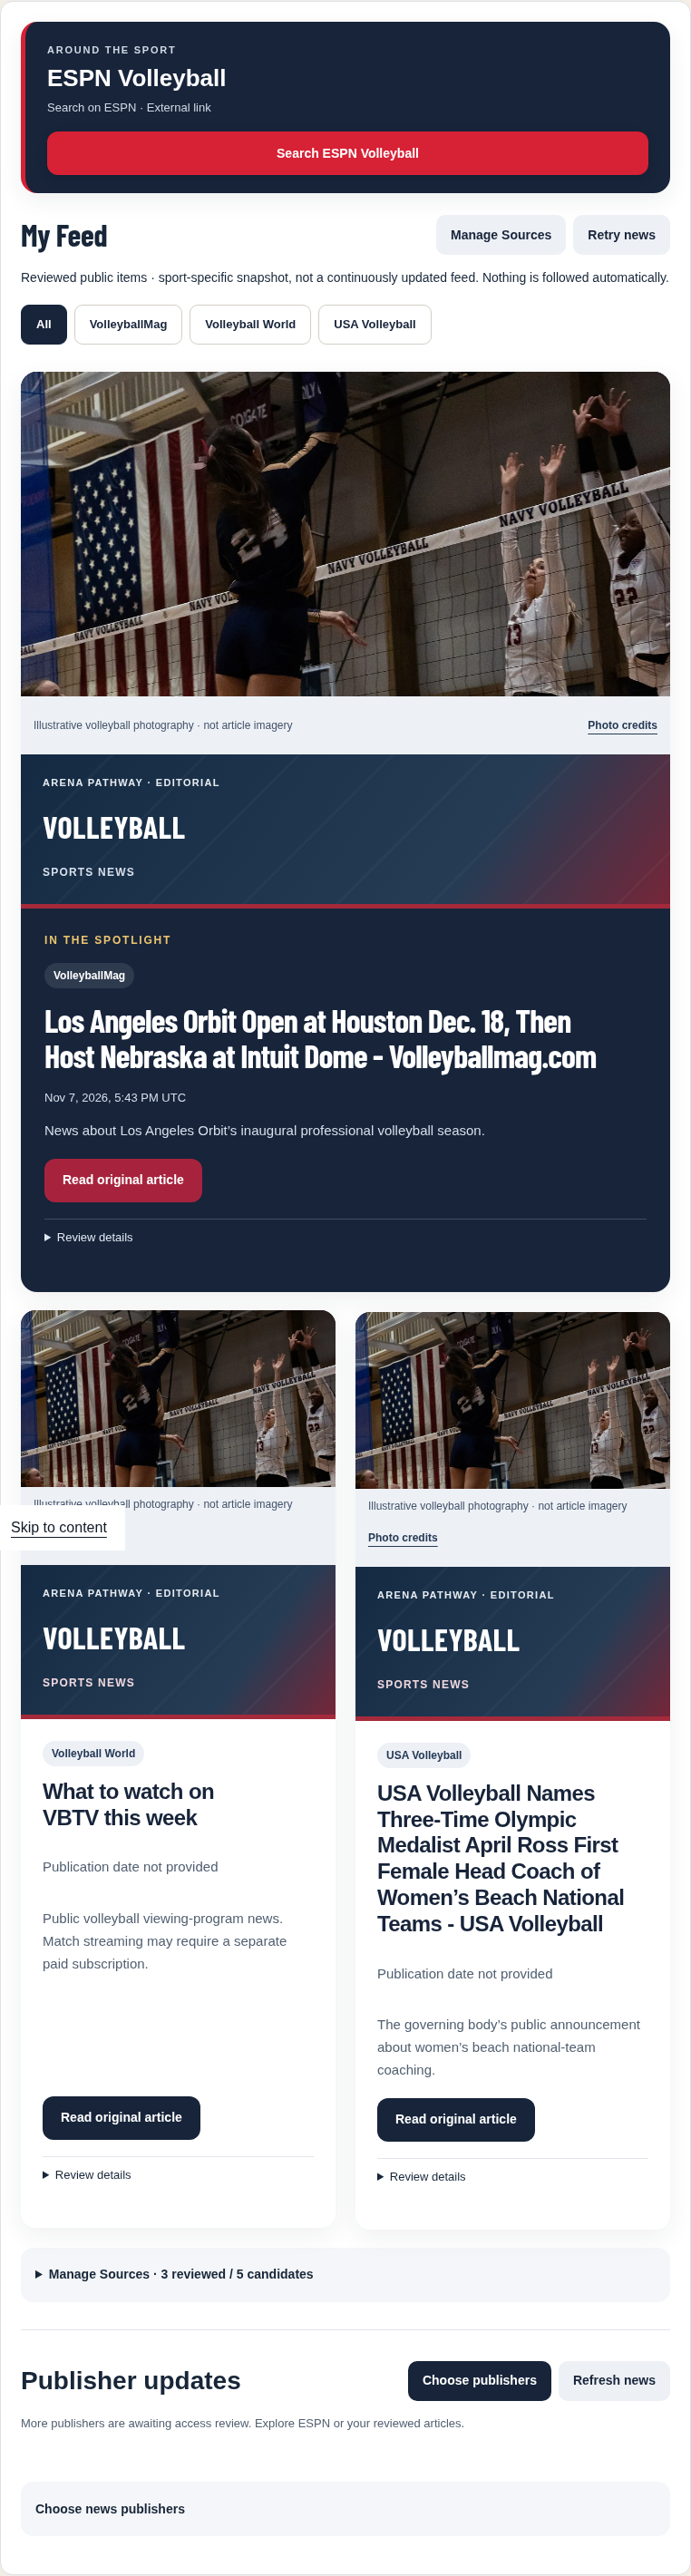 AROUND THE SPORT
ESPN Volleyball
Search on ESPN · External link
Search ESPN Volleyball
My Feed
Manage Sources
Retry news
Reviewed public items · sport-specific snapshot, not a continuously updated feed. Nothing is followed automatically.
All
VolleyballMag
Volleyball World
USA Volleyball
COLGATE
24
NAVY VOLLEYBALL
NAVY VOLLEYBALL
NAVY VOLLEYBALL
13
22
Illustrative volleyball photography · not article imagery
Photo credits
ARENA PATHWAY · EDITORIAL
VOLLEYBALL
SPORTS NEWS
IN THE SPOTLIGHT
VolleyballMag
Los Angeles Orbit Open at Houston Dec. 18, Then
Host Nebraska at Intuit Dome - Volleyballmag.com
Nov 7, 2026, 5:43 PM UTC
News about Los Angeles Orbit's inaugural professional volleyball season.
Read original article
Review details
Illustrative volleyball photography · not article imagery
Skip to content
ARENA PATHWAY · EDITORIAL
VOLLEYBALL
SPORTS NEWS
Volleyball World
What to watch on
VBTV this week
Publication date not provided
Public volleyball viewing-program news.
Match streaming may require a separate
paid subscription.
Read original article
Review details
Illustrative volleyball photography · not article imagery
Photo credits
ARENA PATHWAY · EDITORIAL
VOLLEYBALL
SPORTS NEWS
USA Volleyball
USA Volleyball Names
Three-Time Olympic
Medalist April Ross First
Female Head Coach of
Women’s Beach National
Teams - USA Volleyball
Publication date not provided
The governing body’s public announcement
about women’s beach national-team
coaching.
Read original article
Review details
Manage Sources · 3 reviewed / 5 candidates
Publisher updates
Choose publishers
Refresh news
More publishers are awaiting access review. Explore ESPN or your reviewed articles.
Choose news publishers